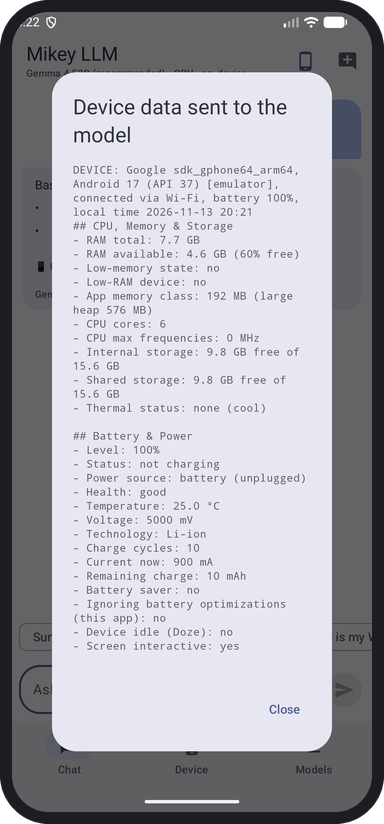 :22
Mikey LLM
Device data sent to the
model
DEVICE: Google sdk_gphone64_arm64,
Android 17 (API 37) [emulator],
connected via Wi-Fi, battery 100%,
local time 2026-11-13 20:21
## CPU, Memory & Storage
- RAM total: 7.7 GB
- RAM available: 4.6 GB (60% free)
- Low-memory state: no
- Low-RAM device: no
- App memory class: 192 MB (large
heap 576 MB)
- CPU cores: 6
- CPU max frequencies: 0 MHz
- Internal storage: 9.8 GB free of
15.6 GB
- Shared storage: 9.8 GB free of
15.6 GB
- Thermal status: none (cool)
## Battery & Power
- Level: 100%
- Status: not charging
- Power source: battery (unplugged)
- Health: good
- Temperature: 25.0 °C
- Voltage: 5000 mV
- Technology: Li-ion
- Charge cycles: 10
- Current now: 900 mA
- Remaining charge: 10 mAh
- Battery saver: no
- Ignoring battery optimizations
(this app): no
- Device idle (Doze): no
- Screen interactive: yes
is my
Close
Chat
Device
Models